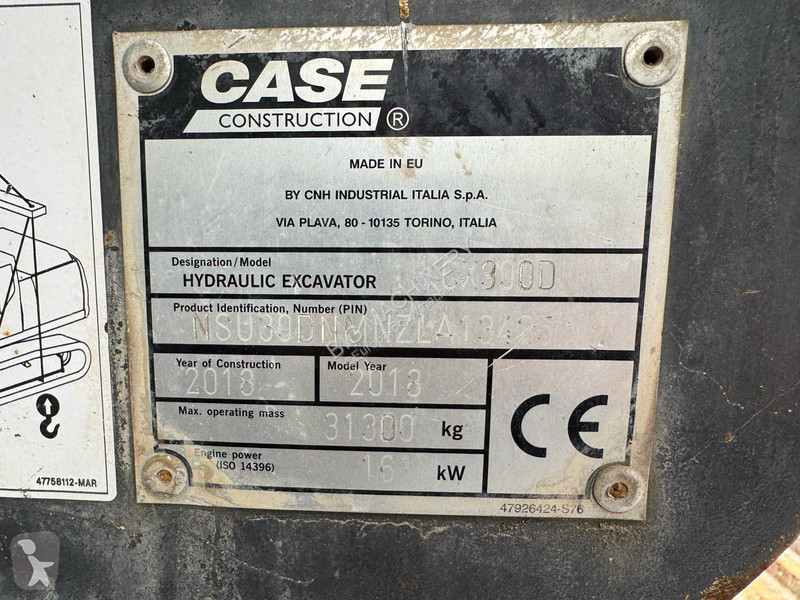 CASE
CONSTRUCTION ®
MADE IN EU
BY CNH INDUSTRIAL ITALIA S.p.A.
VIA PLAVA, 80 - 10135 TORINO, ITALIA
Designation/Model
HYDRAULIC EXCAVATOR CX300D
Product Identification, Number (PIN)
Year of Construction
2018
Model Year
2018
Max. operating mass
31300 kg
Engine power
(ISO 14396)
161 kW
CE
47926424-S76
47758112-MAR